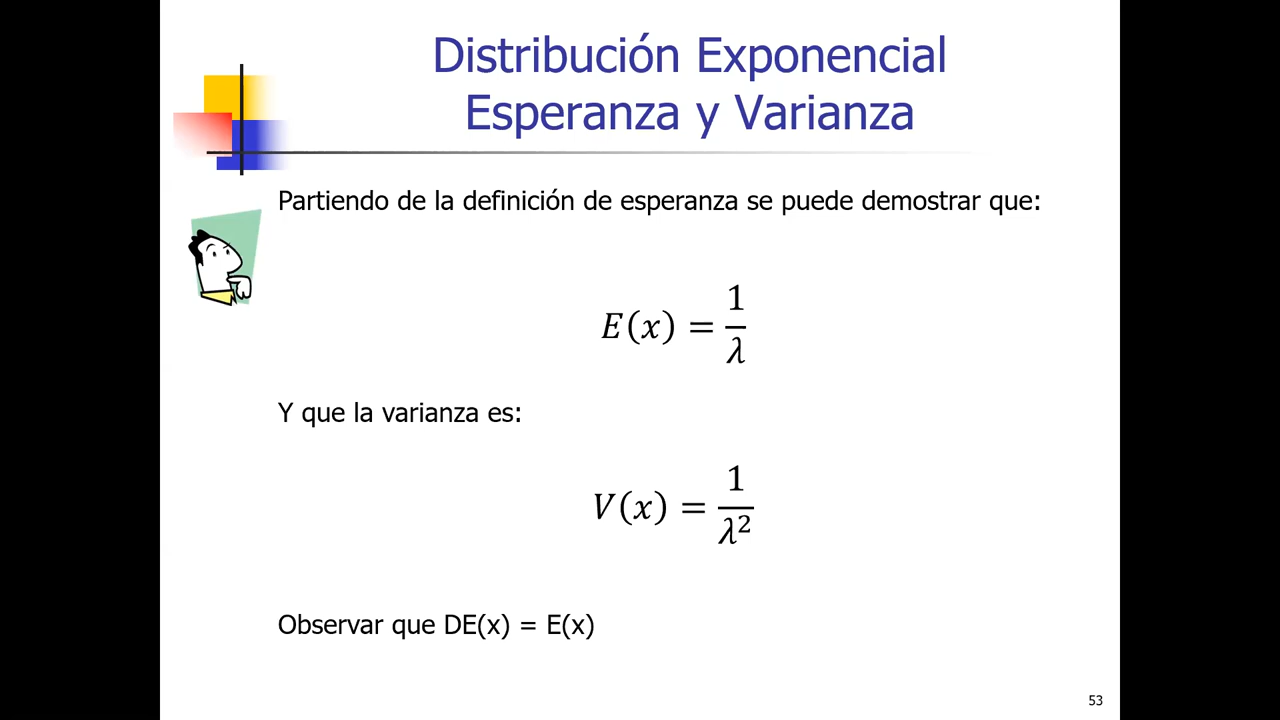 Distribución Exponencial
Esperanza y Varianza
Partiendo de la definición de esperanza se puede demostrar que:
E(x) = 1/λ
Y que la varianza es:
V(x) = 1/λ²
Observar que DE(x) = E(x)
53